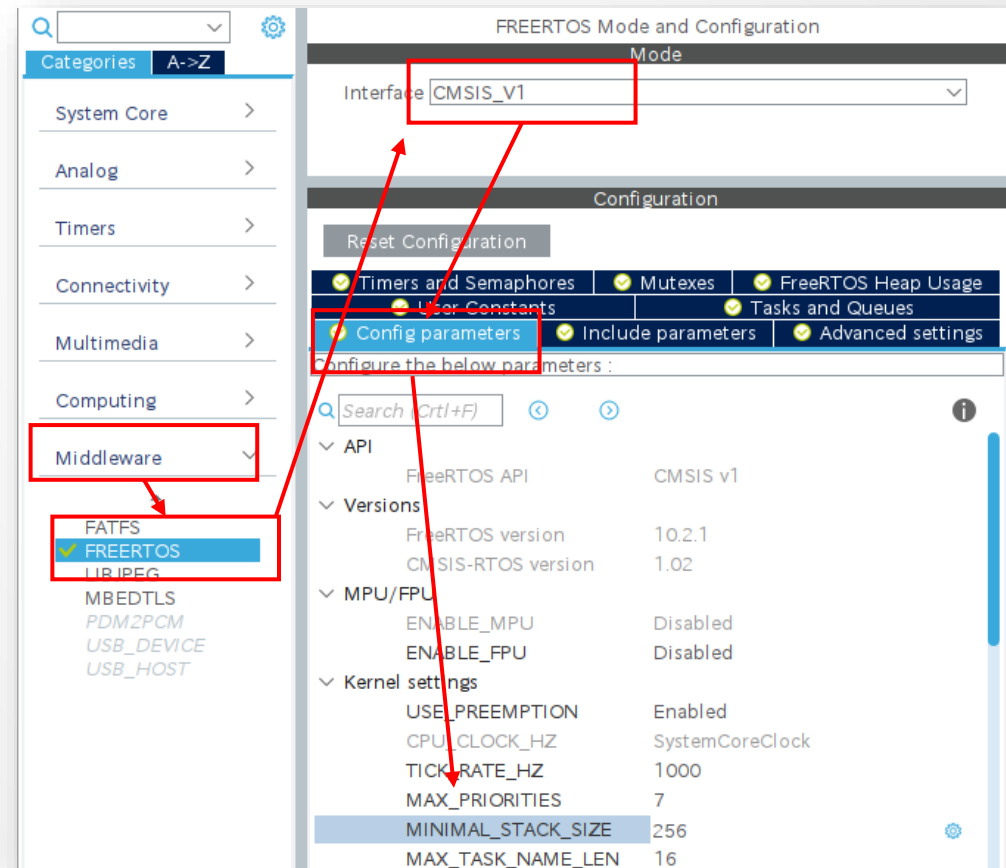 Categories A->Z
System Core
Analog
Timers
Connectivity
Multimedia
Computing
Middleware
FATFS
FREERTOS
LIBJPEG
MBEDTLS
PDM2PCM
USB_DEVICE
USB_HOST
FREERTOS Mode and Configuration
Mode
Interface CMSIS_V1
Configuration
Reset Configuration
Timers and Semaphores Mutexes FreeRTOS Heap Usage
User Constants Tasks and Queues
Config parameters Include parameters Advanced settings
Configure the below parameters :
Search (Crtl+F)
API
FreeRTOS API CMSIS v1
Versions
FreeRTOS version 10.2.1
CMSIS-RTOS version 1.02
MPU/FPU
ENABLE_MPU Disabled
ENABLE_FPU Disabled
Kernel settings
USE_PREEMPTION Enabled
CPU_CLOCK_HZ SystemCoreClock
TICK_RATE_HZ 1000
MAX_PRIORITIES 7
MINIMAL_STACK_SIZE 256
MAX_TASK_NAME_LEN 16